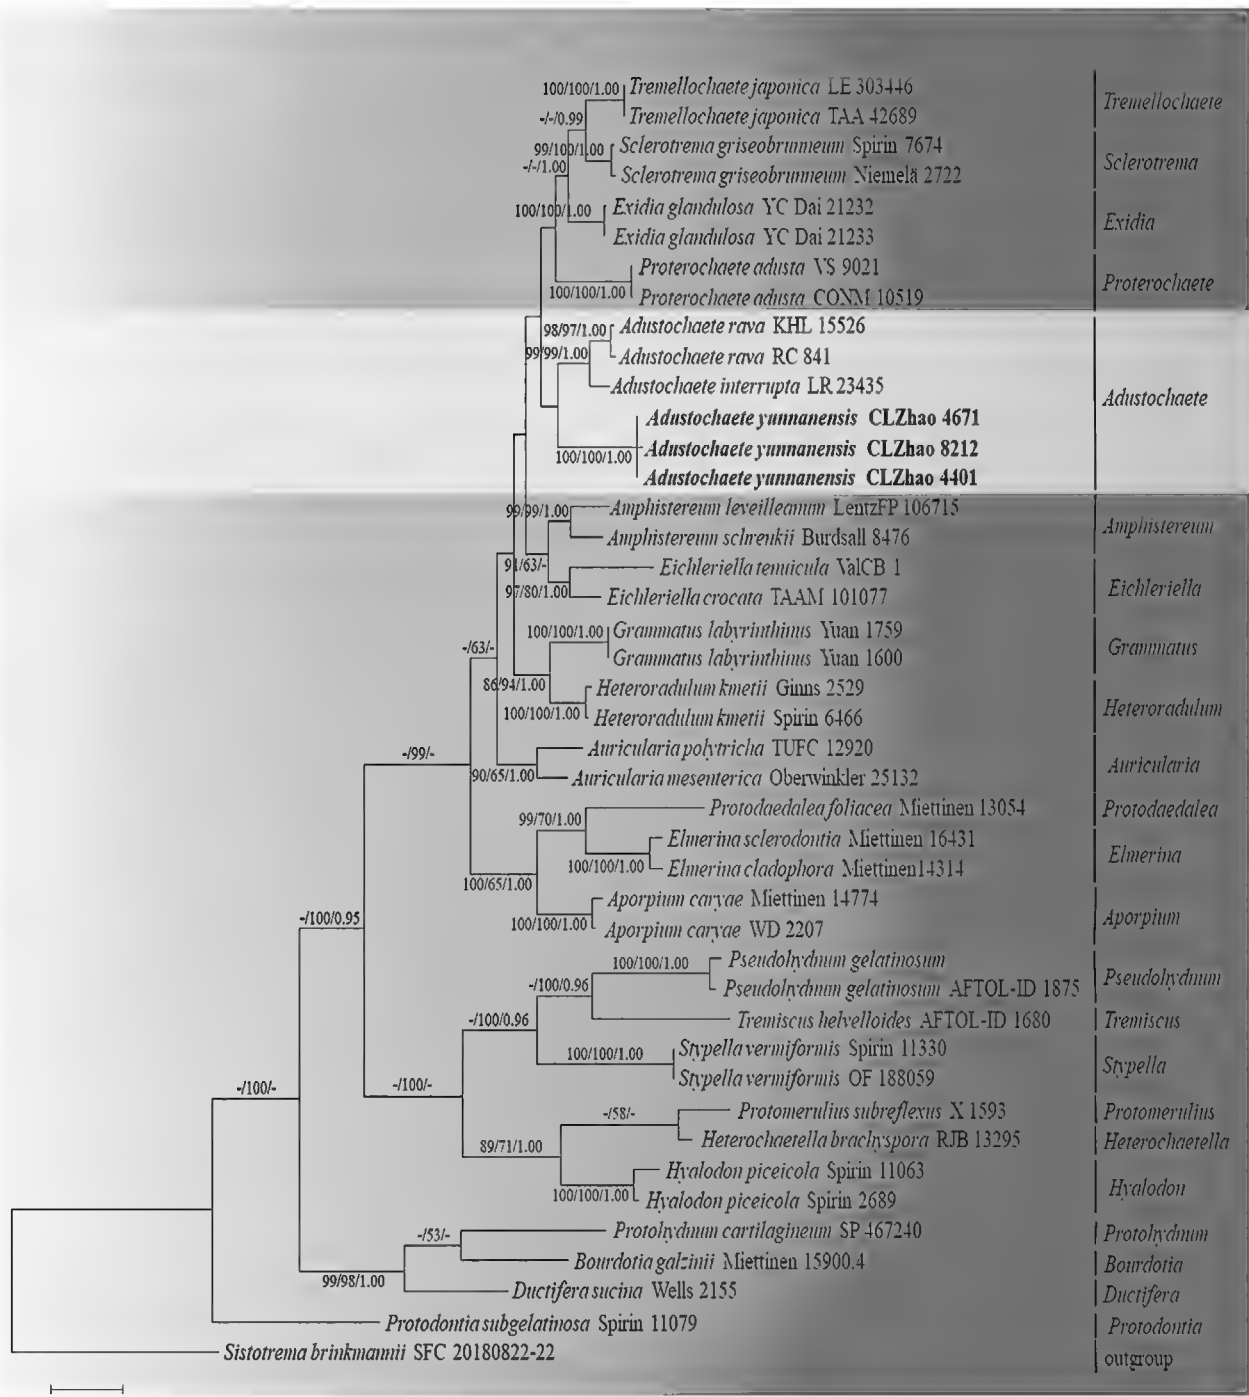 100/100/1.00 Tremellochaete japonica LE 303446
Tremellochaete japonica TAA 42689
Tremellochaete
-/-/0.99
99/100/1.00 Sclerotrema griseobrunneum Spirin 7674
Sclerotrema griseobrunneum Niemelä 2722
Sclerotrema
-/-/1.00
100/100/1.00 Exidia glandulosa YC Dai 21232
Exidia glandulosa YC Dai 21233
Exidia
Proterochaete adusta VS 9021
100/100/1.00 Proterochaete adusta CONM 10519
Proterochaete
98/97/1.00 Adustochaete rava KHL 15526
99/99/1.00 Adustochaete rava RC 841
Adustochaete interrupta LR 23435
Adustochaete
Adustochaete yunnanensis CLZhao 4671
Adustochaete yunnanensis CLZhao 8212
100/100/1.00
Adustochaete yunnanensis CLZhao 4401
99/99/1.00 Amphistereum leveilleanum LentzFP 106715
Amphistereum schrenkii Burdsall 8476
Amphistereum
91/63/-
Eichleriella tenuicula ValCB 1
97/80/1.00 Eichleriella crocata TAAM 101077
Eichleriella
100/100/1.00 Grammatus labyrinthinus Yuan 1759
Grammatus labyrinthinus Yuan 1600
Grammatus
-/63/-
86/94/1.00
Heteroradulum kmetii Ginns 2529
100/100/1.00 Heteroradulum kmetii Spirin 6466
Heteroradulum
Auricularia polytricha TUFC 12920
90/65/1.00 Auricularia mesenterica Oberwinkler 25132
Auricularia
-/99/-
Protodaedalea foliacea Miettinen 13054
Protodaedalea
99/70/1.00
Elmerina sclerodontia Miettinen 16431
100/100/1.00 Elmerina cladophora Miettinen14314
Elmerina
100/65/1.00
Aporpium caryae Miettinen 14774
100/100/1.00 Aporpium caryae WD 2207
Aporpium
-/100/0.95
100/100/1.00 Pseudohydnum gelatinosum
Pseudohydnum gelatinosum AFTOL-ID 1875
Pseudohydnum
-/100/0.96
Tremiscus helvelloides AFTOL-ID 1680
Tremiscus
-/100/0.96
100/100/1.00 Stypella vermiformis Spirin 11330
Stypella vermiformis OF 188059
Stypella
-/100/-
-/100/-
-/58/- Protomerulius subreflexus X 1593
Protomerulius
Heterochaetella brachyspora RJB 13295
Heterochaetella
89/71/1.00
Hyalodon piceicola Spirin 11063
100/100/1.00 Hyalodon piceicola Spirin 2689
Hyalodon
-/53/- Protohydnum cartilagineum SP 467240
Protohydnum
Bourdotia galzinii Miettinen 15900.4
Bourdotia
99/98/1.00
Ductifera sucina Wells 2155
Ductifera
Protodontia subgelatinosa Spirin 11079
Protodontia
Sistotrema brinkmannii SFC 20180822-22
outgroup